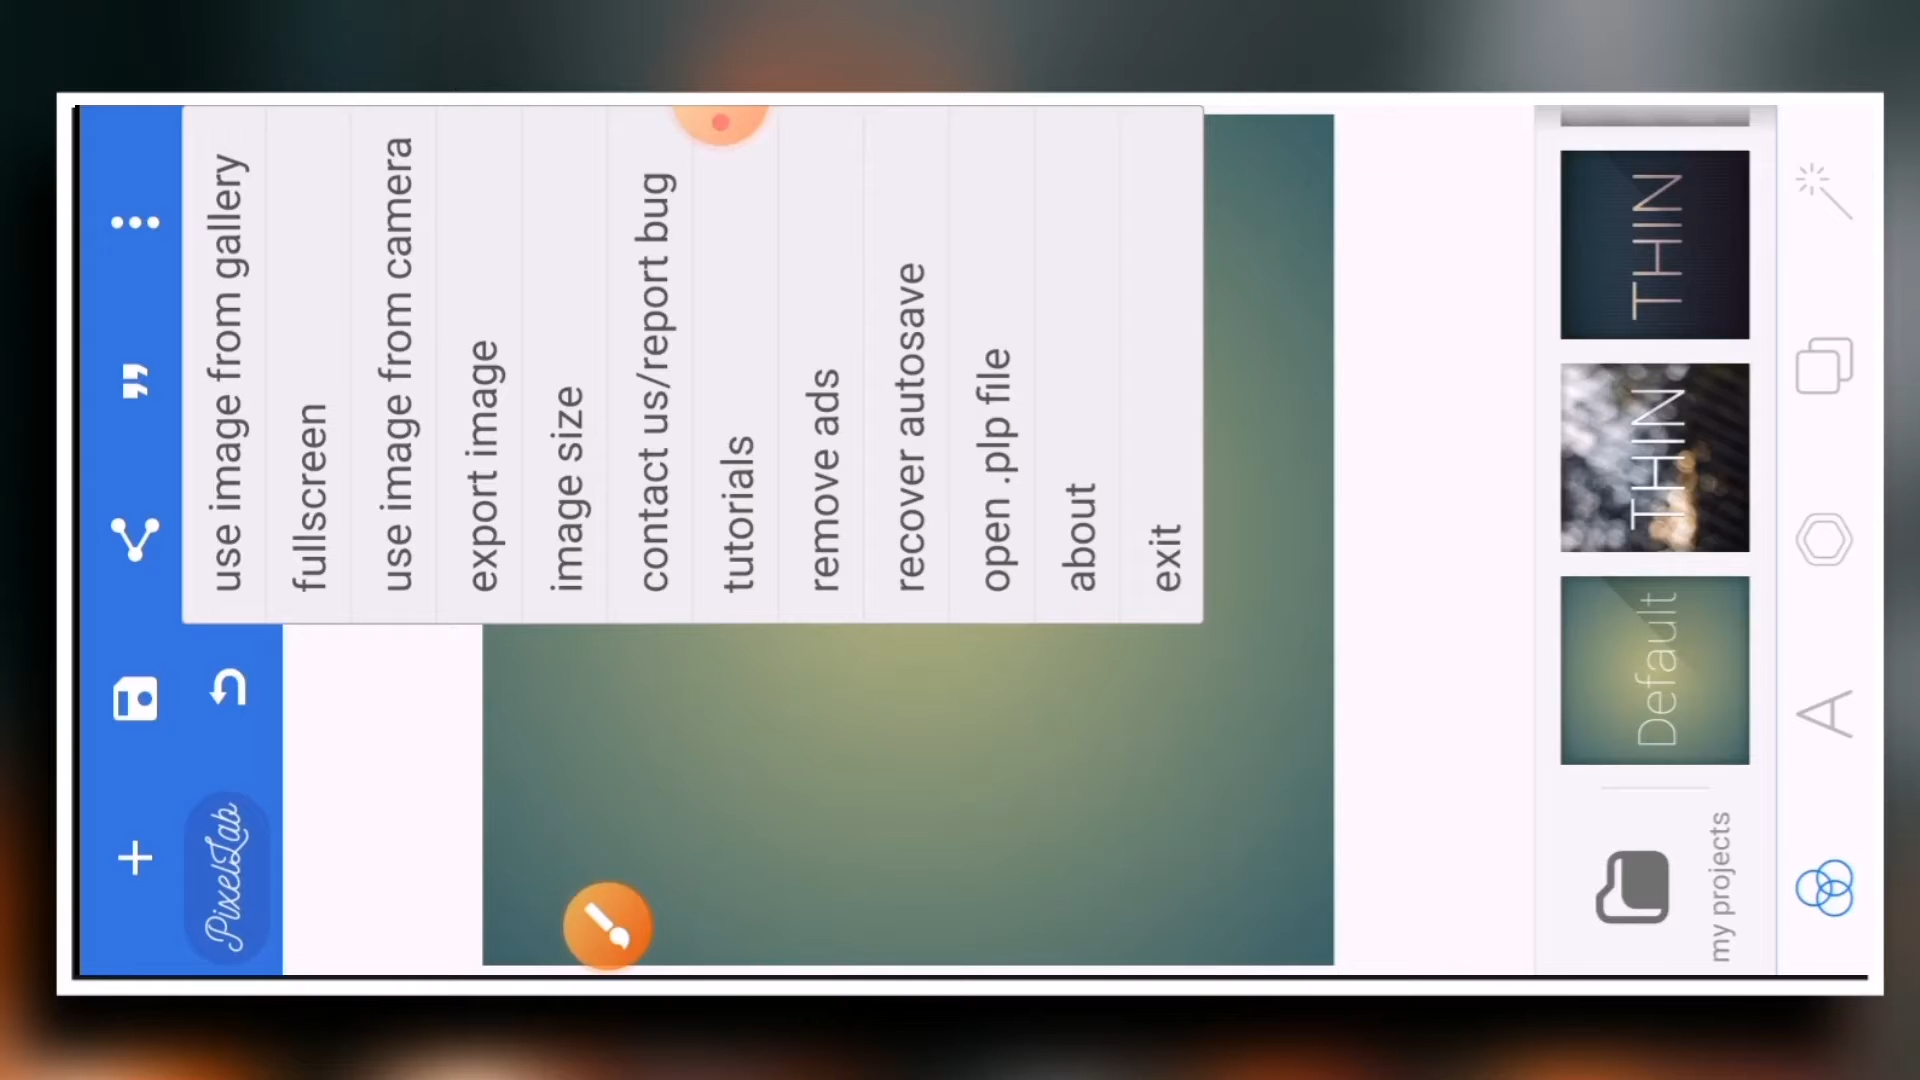 PixelLab
use image from gallery
fullscreen
use image from camera
export image
image size
contact us/report bug
tutorials
remove ads
recover autosave
open .plp file
about
exit
my projects
Default
THIN
THIN
A